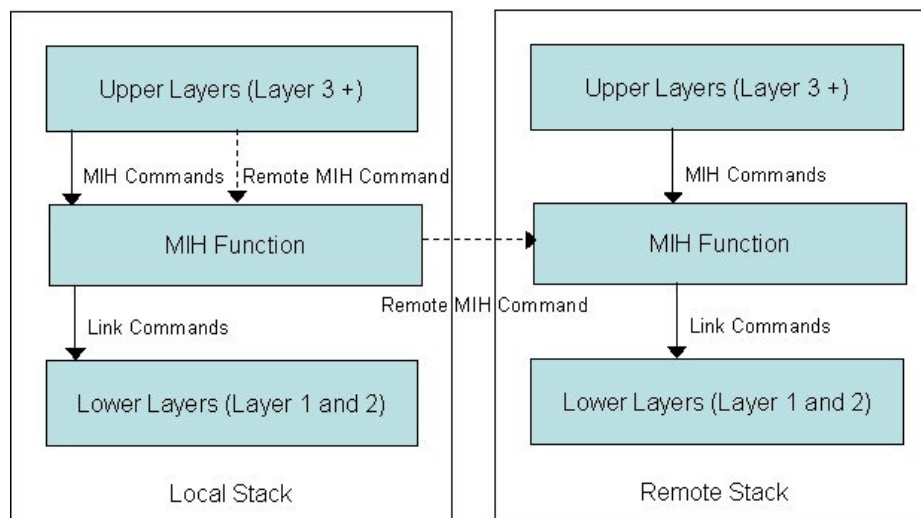 Upper Layers (Layer 3 +)
MIH Commands
Remote MIH Command
MIH Function
Link Commands
Lower Layers (Layer 1 and 2)
Local Stack
Remote MIH Command
Upper Layers (Layer 3 +)
MIH Commands
MIH Function
Link Commands
Lower Layers (Layer 1 and 2)
Remote Stack